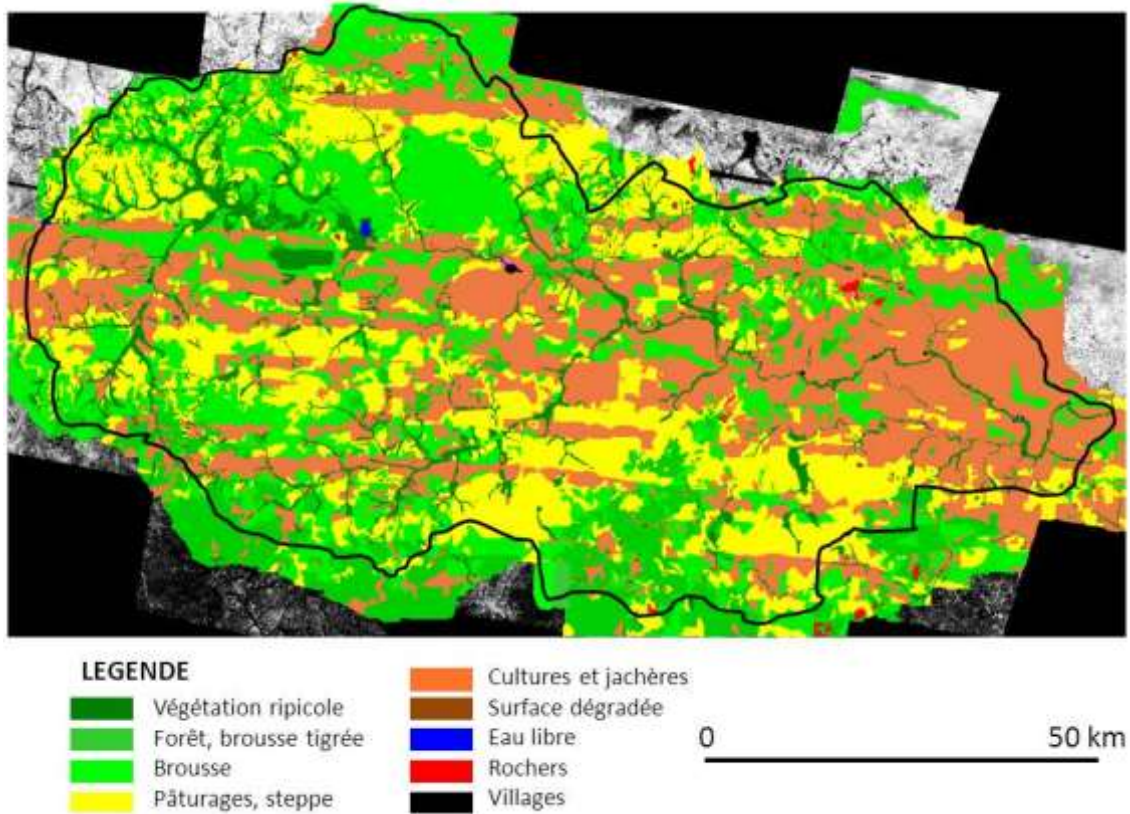 LEGENDE
Végétation ripicole
Forêt, brousse tigrée
Brousse
Pâturages, steppe
Cultures et jachères
Surface dégradée
Eau libre
Rochers
Villages
0 50 km